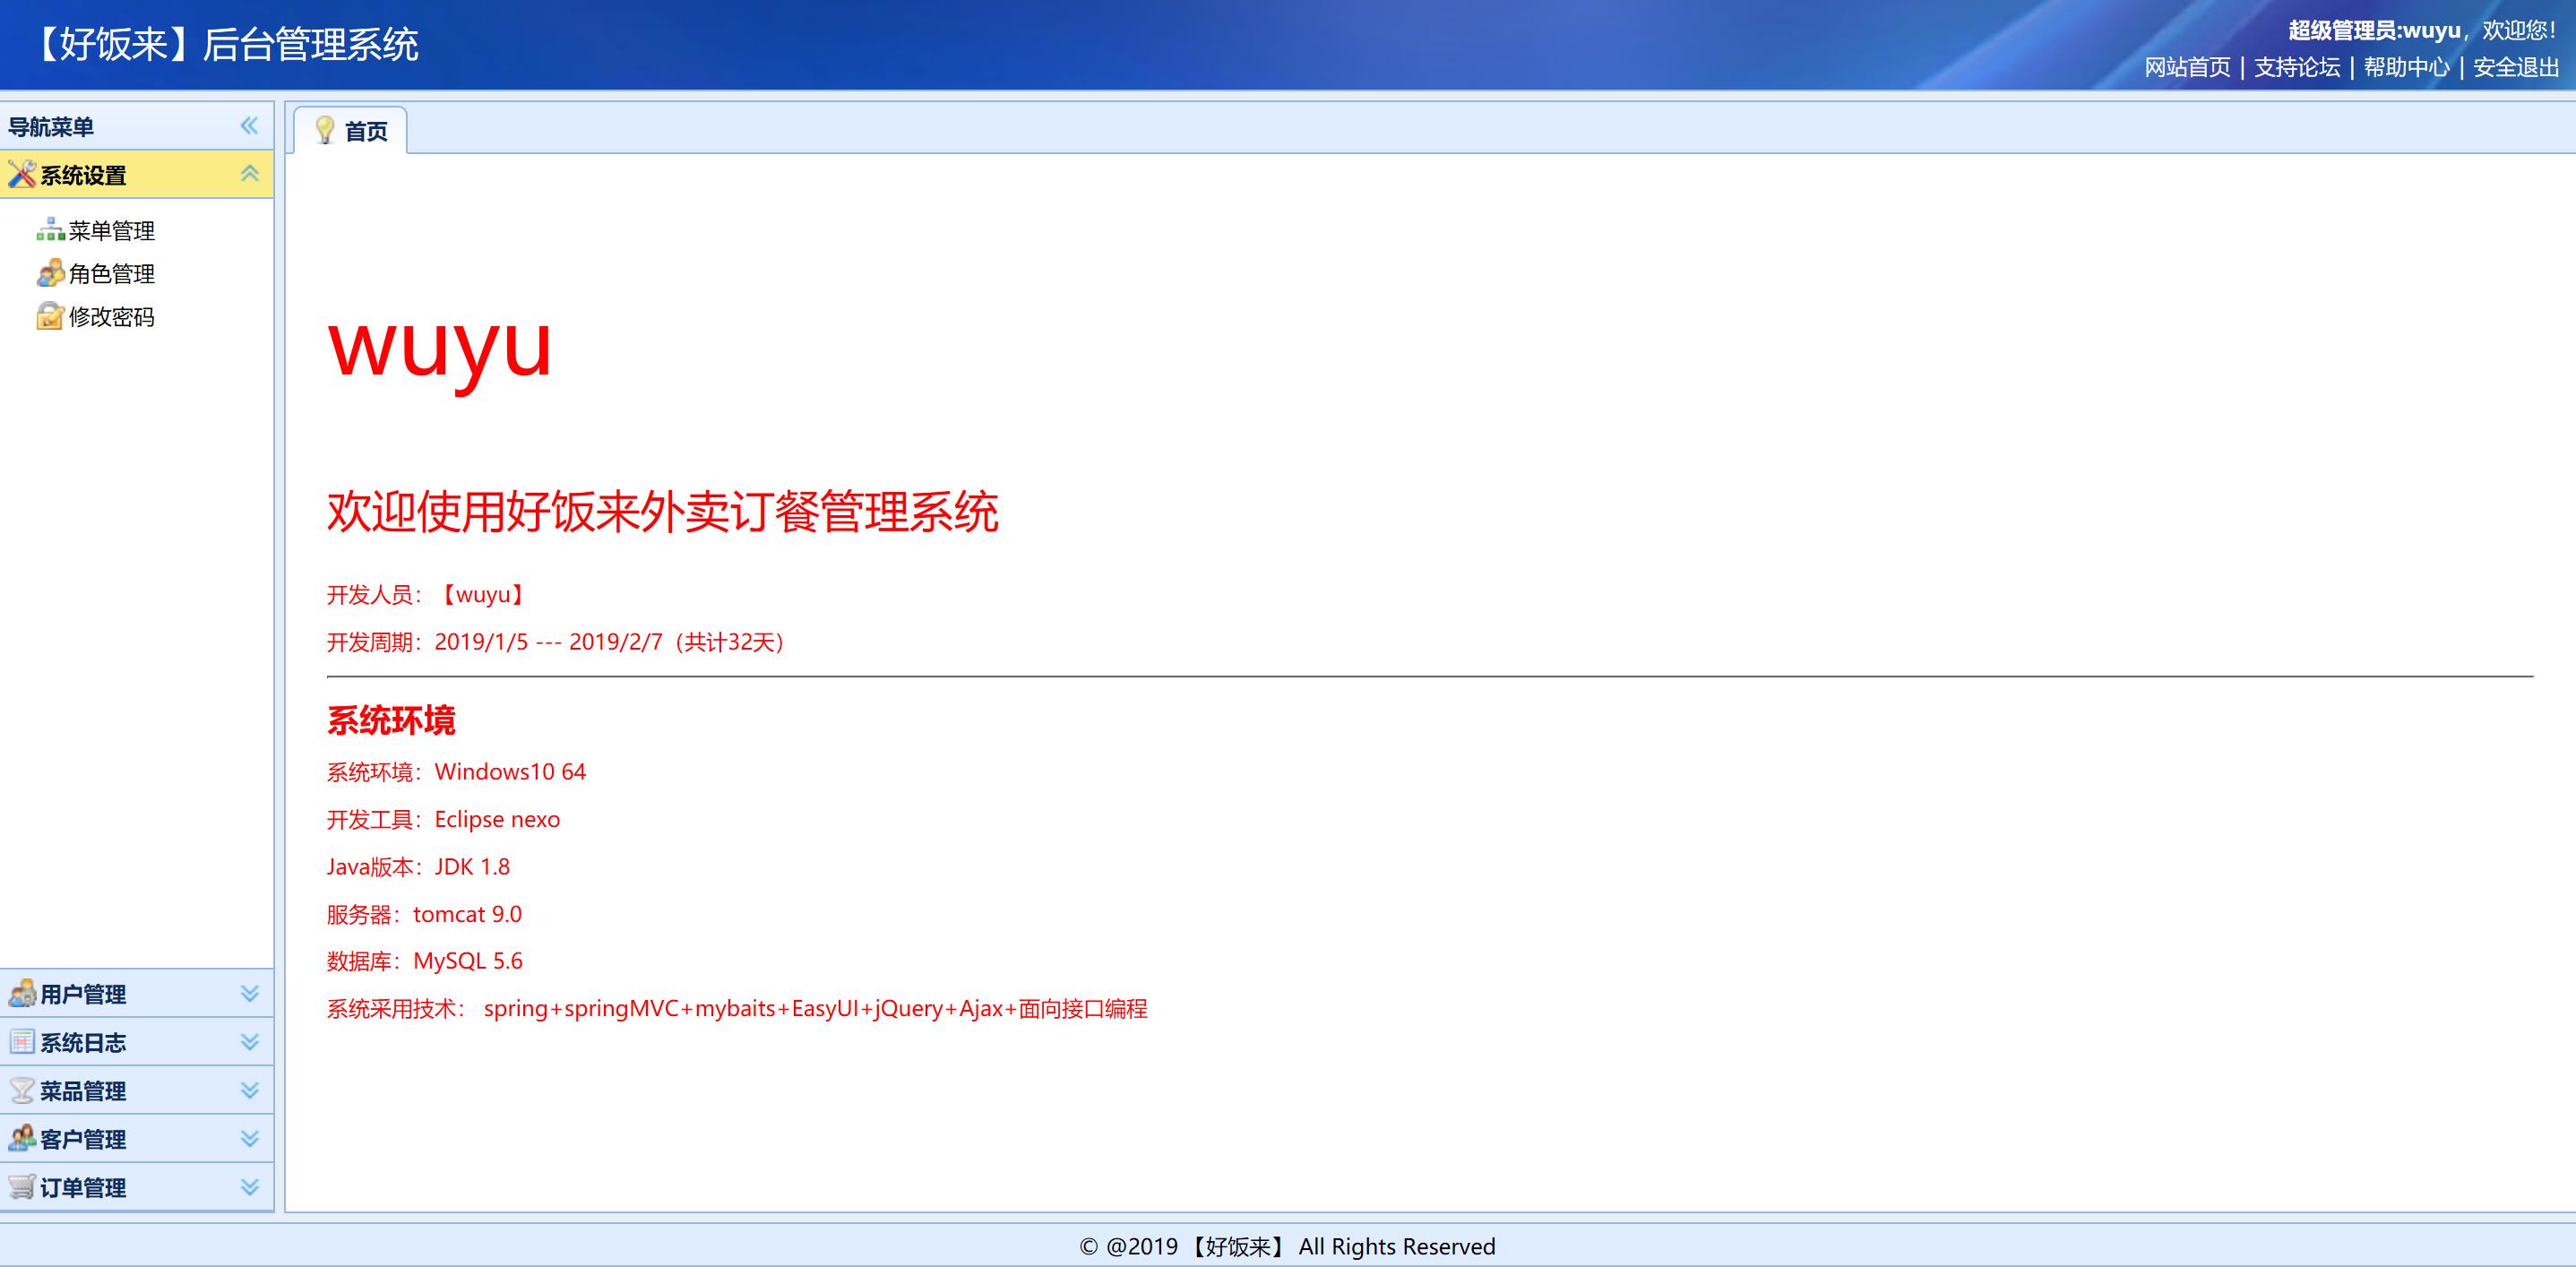 【好饭来】后台管理系统
超级管理员:wuyu，欢迎您！
网站首页 | 支持论坛 | 帮助中心 | 安全退出
导航菜单
首页
系统设置
菜单管理
角色管理
修改密码
wuyu
欢迎使用好饭来外卖订餐管理系统
开发人员：【wuyu】
开发周期：2019/1/5 --- 2019/2/7（共计32天）
系统环境
系统环境：Windows10 64
开发工具：Eclipse nexo
Java版本：JDK 1.8
服务器：tomcat 9.0
数据库：MySQL 5.6
系统采用技术： spring+springMVC+mybaits+EasyUI+jQuery+Ajax+面向接口编程
用户管理
系统日志
菜品管理
客户管理
订单管理
© @2019 【好饭来】 All Rights Reserved